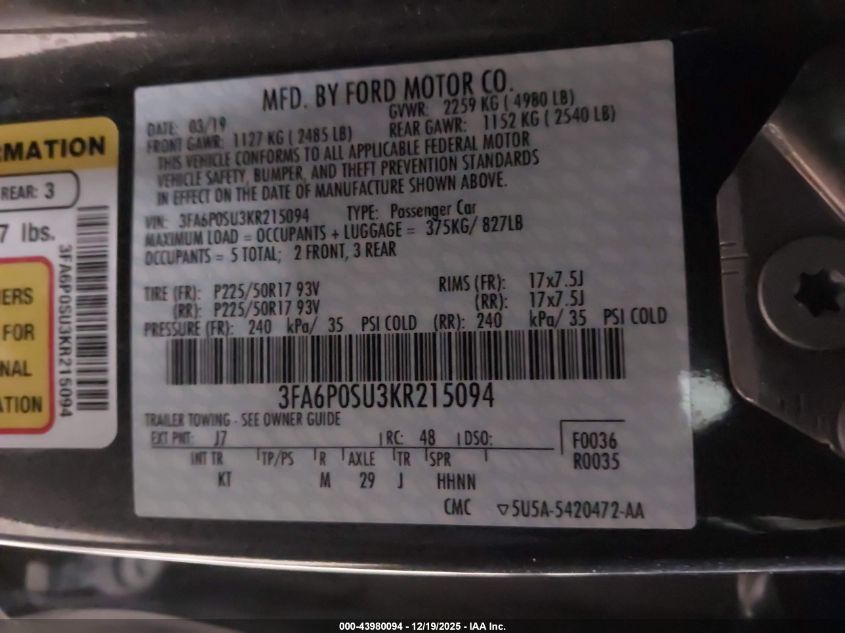 MFD. BY FORD MOTOR CO.
DATE: 03/19 GVWR: 2259 KG ( 4980 LB)
FRONT GAWR: 1127 KG ( 2485 LB) REAR GAWR: 1152 KG ( 2540 LB)
THIS VEHICLE CONFORMS TO ALL APPLICABLE FEDERAL MOTOR
VEHICLE SAFETY, BUMPER, AND THEFT PREVENTION STANDARDS
IN EFFECT ON THE DATE OF MANUFACTURE SHOWN ABOVE.
VIN: 3FA6P0SU3KR215094 TYPE: Passenger Car
MAXIMUM LOAD = OCCUPANTS + LUGGAGE = 375KG/ 827LB
OCCUPANTS = 5 TOTAL; 2 FRONT, 3 REAR
TIRE (FR): P225/50R17 93V RIMS (FR): 17x7.5J
(RR): P225/50R17 93V (RR): 17x7.5J
PRESSURE (FR): 240 kPa/ 35 PSI COLD (RR): 240 kPa/ 35 PSI COLD
3FA6P0SU3KR215094
TRAILER TOWING - SEE OWNER GUIDE
EXT PNT: J7 RC: 48 DSO: F0036
INT TR TP/PS R AXLE TR SPR R0035
KT M 29 J HHNN
CMC ▽5U5A-5420472-AA
REAR: 3
7 lbs.
3FA6P0SU3KR215094
FOR
000-43980094 - 12/19/2025 - IAA Inc.